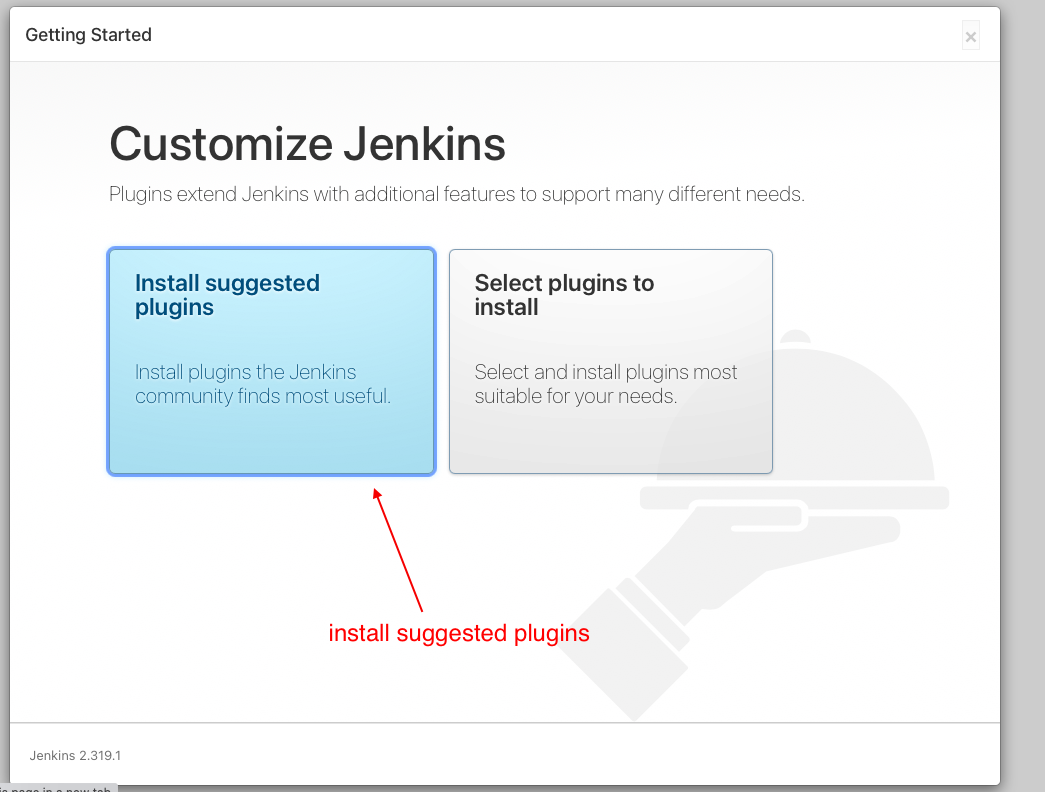 Getting Started
×
Customize Jenkins
Plugins extend Jenkins with additional features to support many different needs.
Install suggested
plugins
Install plugins the Jenkins
community finds most useful.
Select plugins to
install
Select and install plugins most
suitable for your needs.
install suggested plugins
Jenkins 2.319.1
page in a new tab